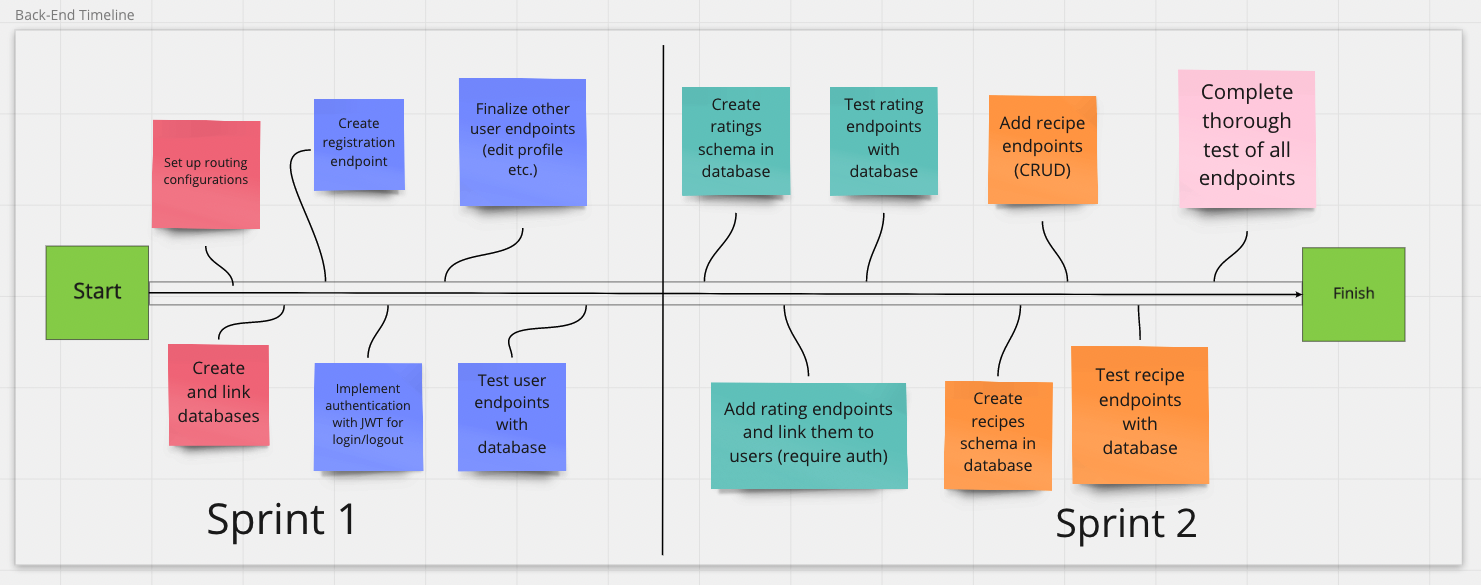 Back-End Timeline
Set up routing
configurations
Create
registration
endpoint
Finalize other
user endpoints
(edit profile
etc.)
Create
ratings
schema in
database
Test rating
endpoints
with
database
Add recipe
endpoints
(CRUD)
Complete
thorough
test of all
endpoints
Start
Finish
Create
and link
databases
Implement
authentication
with JWT for
login/logout
Test user
endpoints
with
database
Add rating endpoints
and link them to
users (require auth)
Create
recipes
schema in
database
Test recipe
endpoints
with
database
Sprint 1
Sprint 2